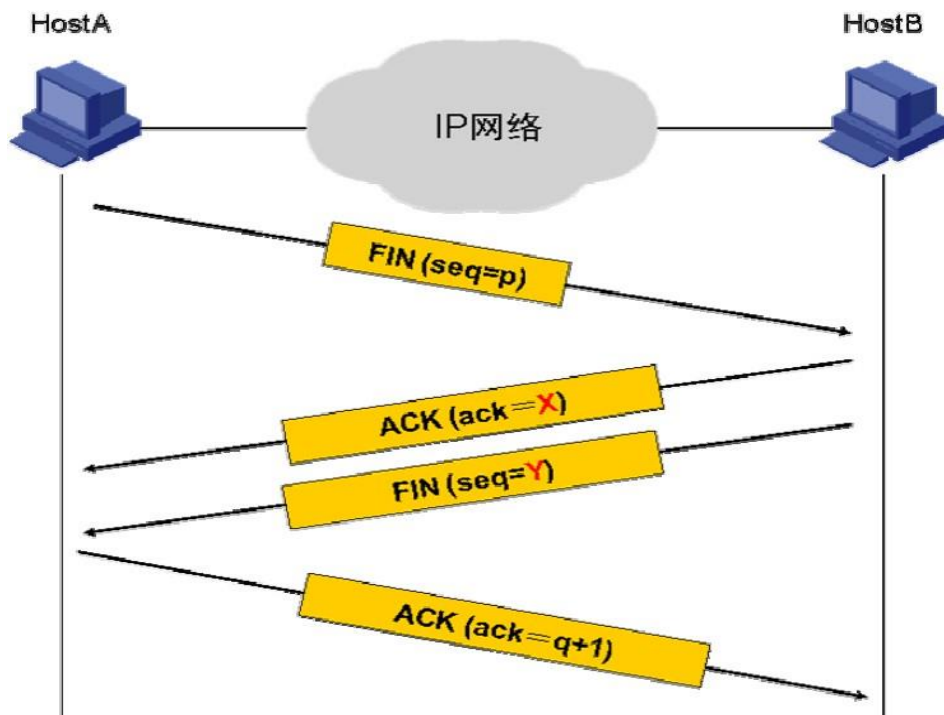 HostA
HostB
IP网络
FIN (seq=p)
ACK (ack＝X)
FIN (seq=Y)
ACK (ack＝q+1)